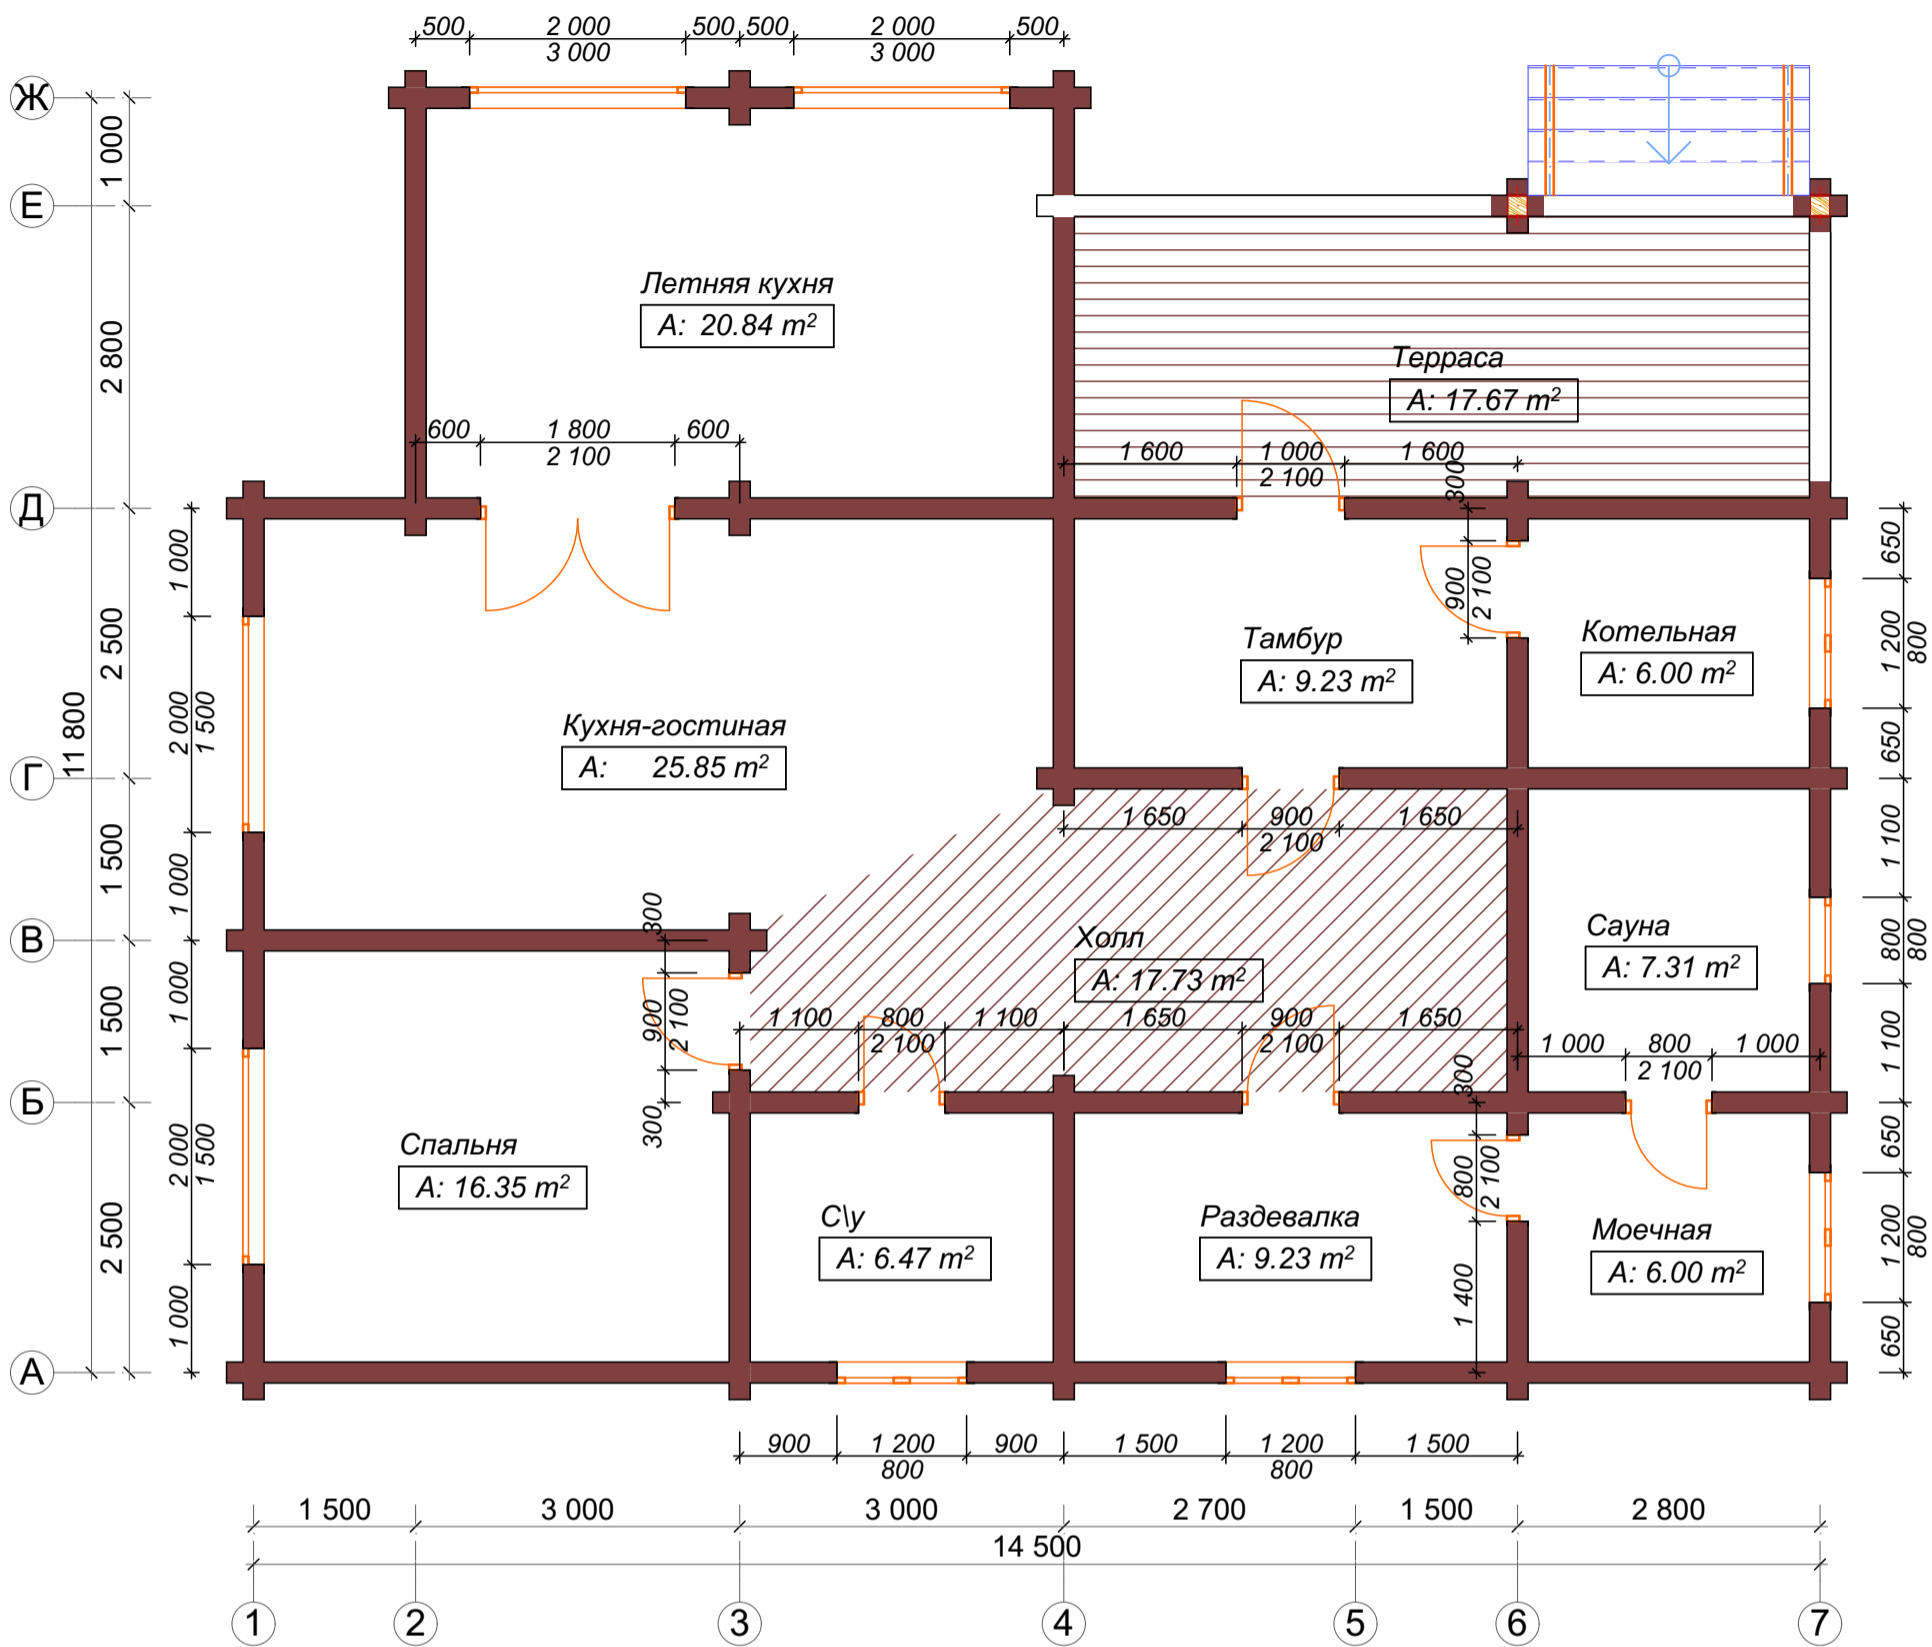 500 2 000 500 500 2 000 500
3 000 3 000
Ж
1 000
Е
2 800
Летняя кухня
A: 20.84 m²
Терраса
A: 17.67 m²
600 1 800 600
2 100
1 600 1 000 1 600
2 100
300
Д
650
1 000
900
2 100
2 500
Тамбур
A: 9.23 m²
Котельная
A: 6.00 m²
1 200
800
11 800
2 000
1 500
Кухня-гостиная
A: 25.85 m²
650
Г
1 650 900 1 650
2 100
1 500
1 100
1 000
300
В
Холл
A: 17.73 m²
Сауна
A: 7.31 m²
800
800
1 500
1 000
900
2 100
1 100 800 1 100 1 650 900 1 650
2 100 2 100
1 000 800 1 000
2 100
1 100
300
Б
300
Спальня
A: 16.35 m²
2 000
1 500
800
2 100
650
2 500
С\у
A: 6.47 m²
Раздевалка
A: 9.23 m²
Моечная
A: 6.00 m²
1 200
800
1 000
1 400
650
А
900 1 200 900 1 500 1 200 1 500
800 800
1 500 3 000 3 000 2 700 1 500 2 800
14 500
1 2 3 4 5 6 7